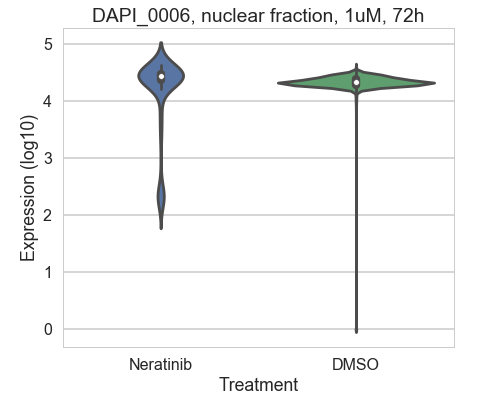 DAPI_0006, nuclear fraction, 1uM, 72h
5
4
3
2
1
0
Expression (log10)
Neratinib
DMSO
Treatment